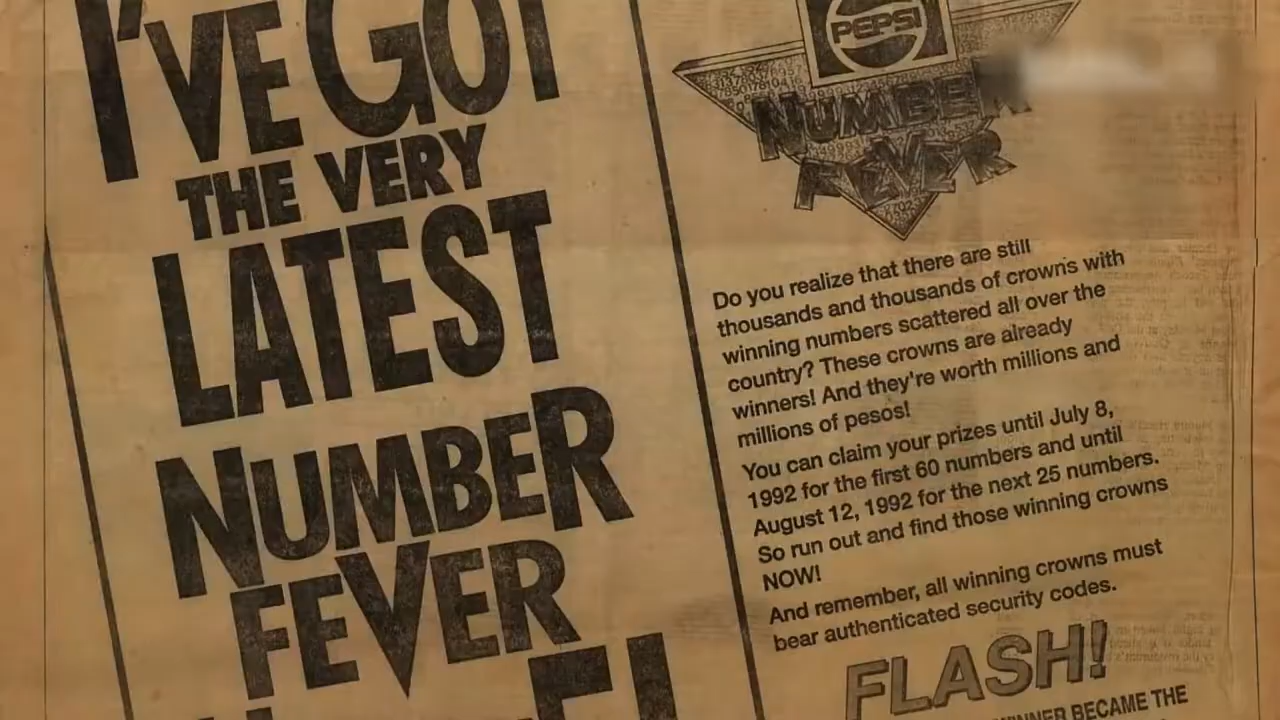 I'VE GOT
THE VERY
LATEST
NUMBER
FEVER
PEPSI
NUMBER
FEVER
Do you realize that there are still
thousands and thousands of crowns with
winning numbers scattered all over the
country? These crowns are already
winners! And they're worth millions and
millions of pesos!
You can claim your prizes until July 8,
1992 for the first 60 numbers and until
August 12, 1992 for the next 25 numbers.
So run out and find those winning crowns
NOW!
And remember, all winning crowns must
bear authenticated security codes.
FLASH!
WINNER BECAME THE